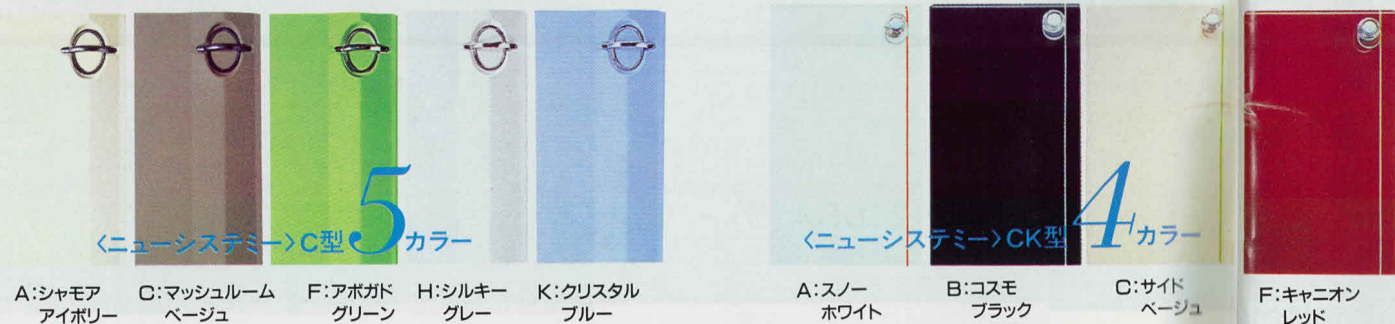 〈ニューシステミー〉C型5カラー
A:シャモア
アイボリー
C:マッシュルーム
ベージュ
F:アボガド
グリーン
H:シルキー
グレー
K:クリスタル
ブルー
〈ニューシステミー〉CK型4カラー
A:スノー
ホワイト
B:コスモ
ブラック
C:サイド
ベージュ
F:キャニオン
レッド